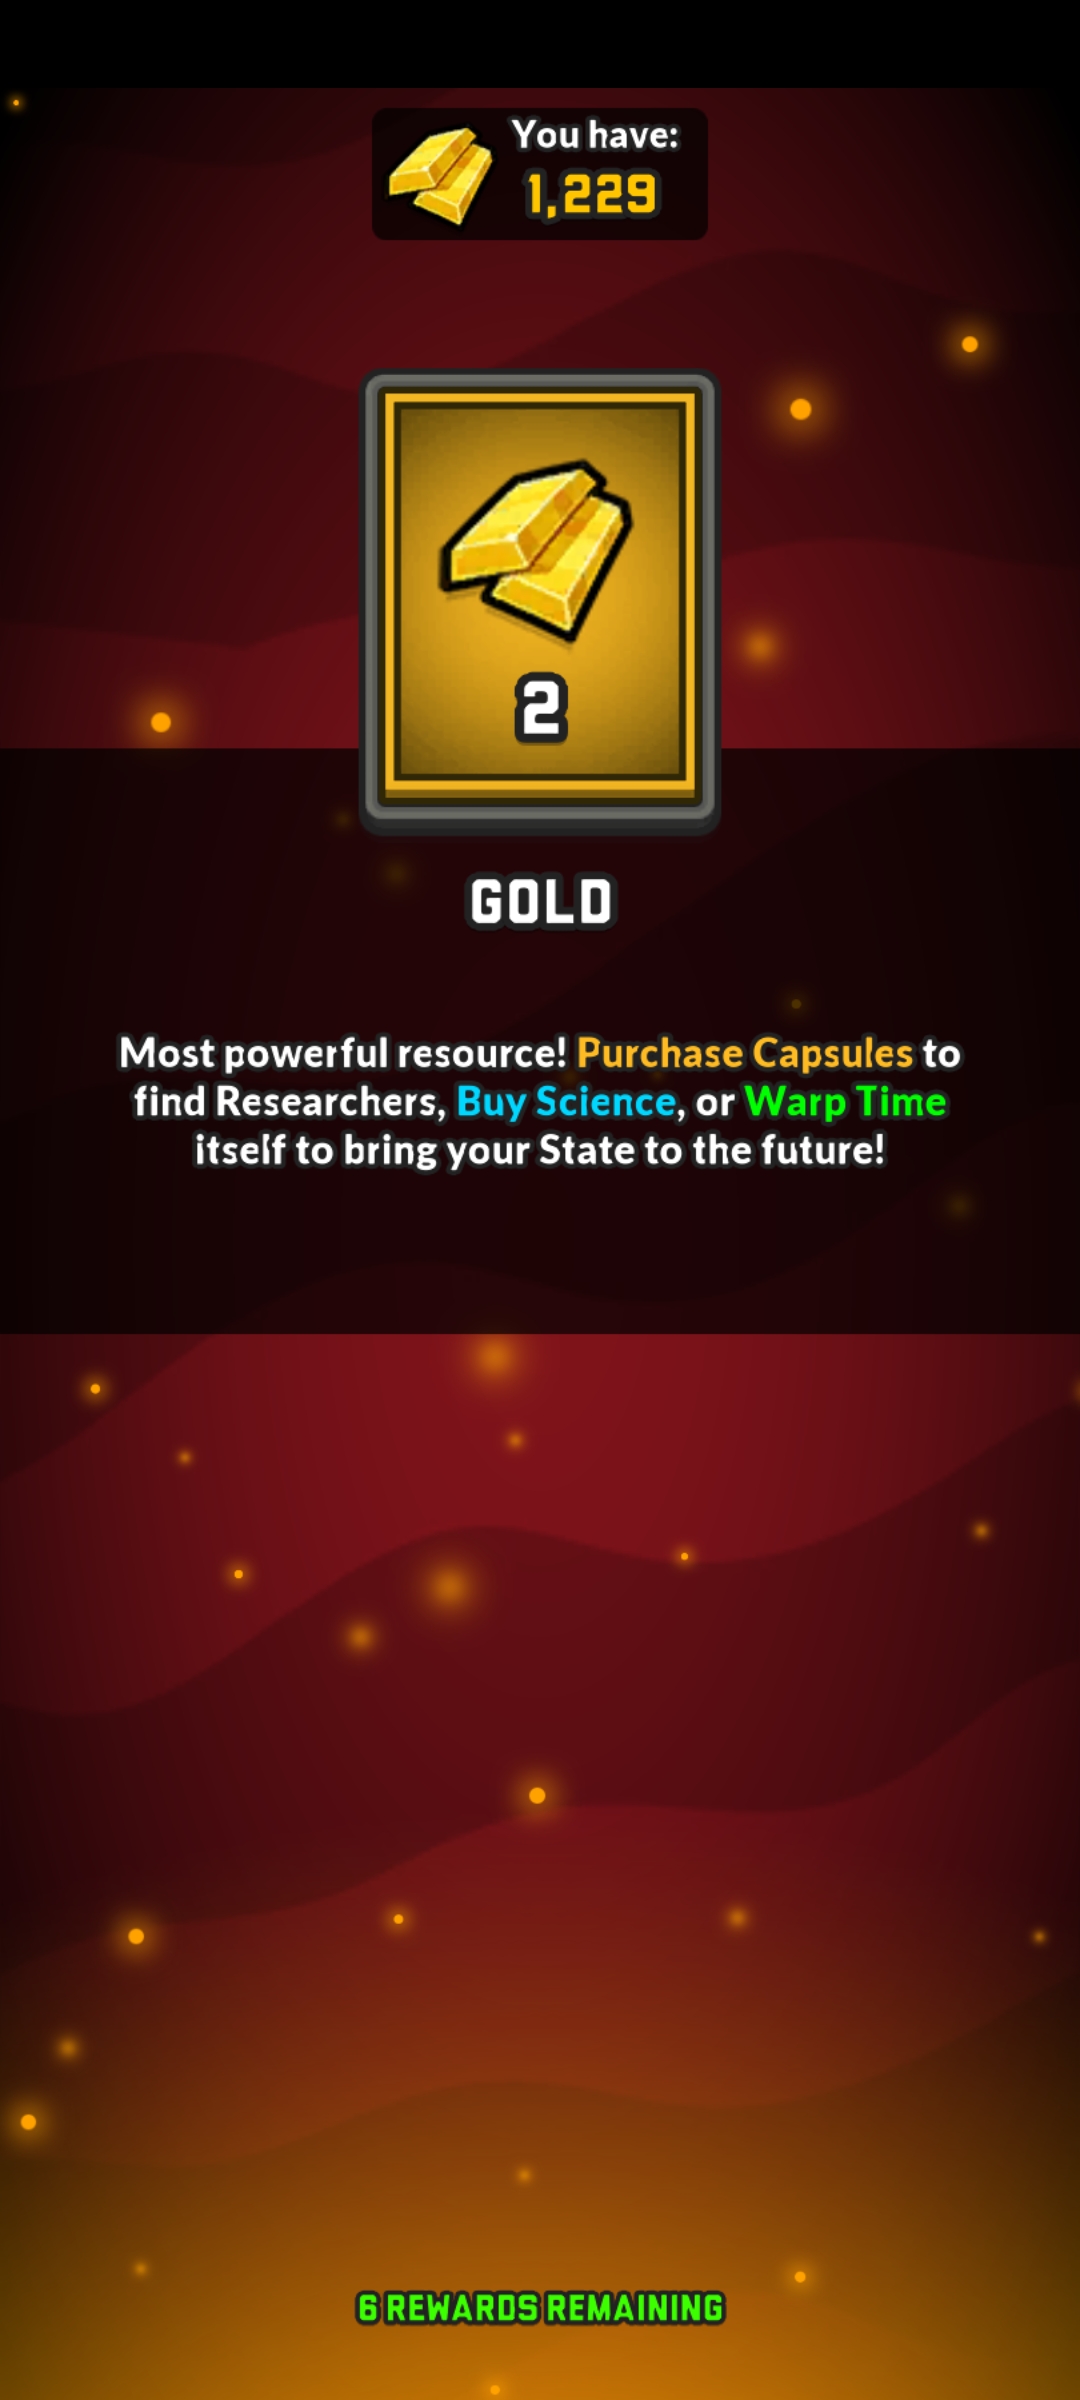 You have:
1,229
2
GOLD
Most powerful resource! Purchase Capsules to
find Researchers, Buy Science, or Warp Time
itself to bring your State to the future!
6 REWARDS REMAINING